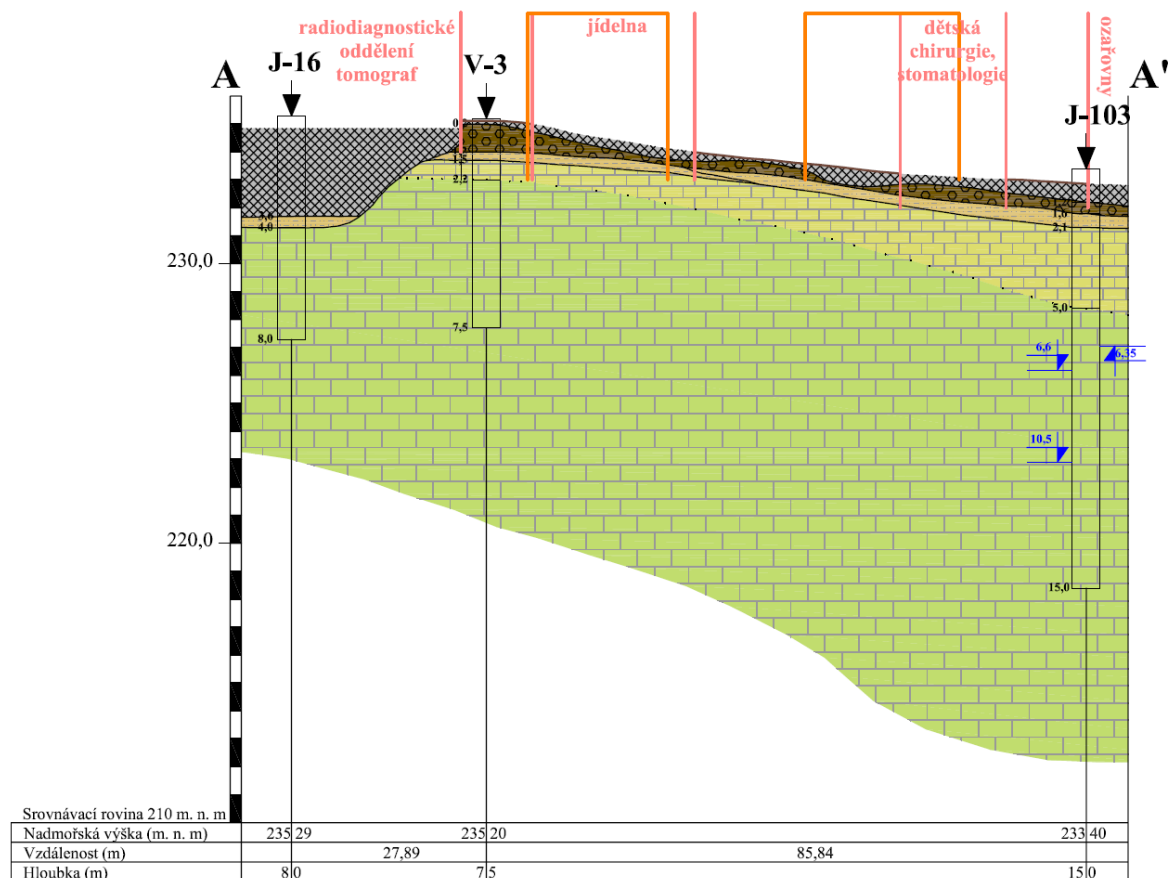 radiodiagnostické
oddělení
tomograf
jídelna
dětská
chirurgie,
stomatologie
ozařovny
A
J-16
V-3
A'
J-103
2,2
4,0
2,1
230,0
5,0
7,5
8,0
6,6
6,35
10,5
220,0
15,0
Srovnávací rovina 210 m. n. m
Nadmořská výška (m. n. m) 235 29 235 20 233 40
Vzdálenost (m) 27,89 85,84
Hloubka (m) 8 0 7 5 15 0